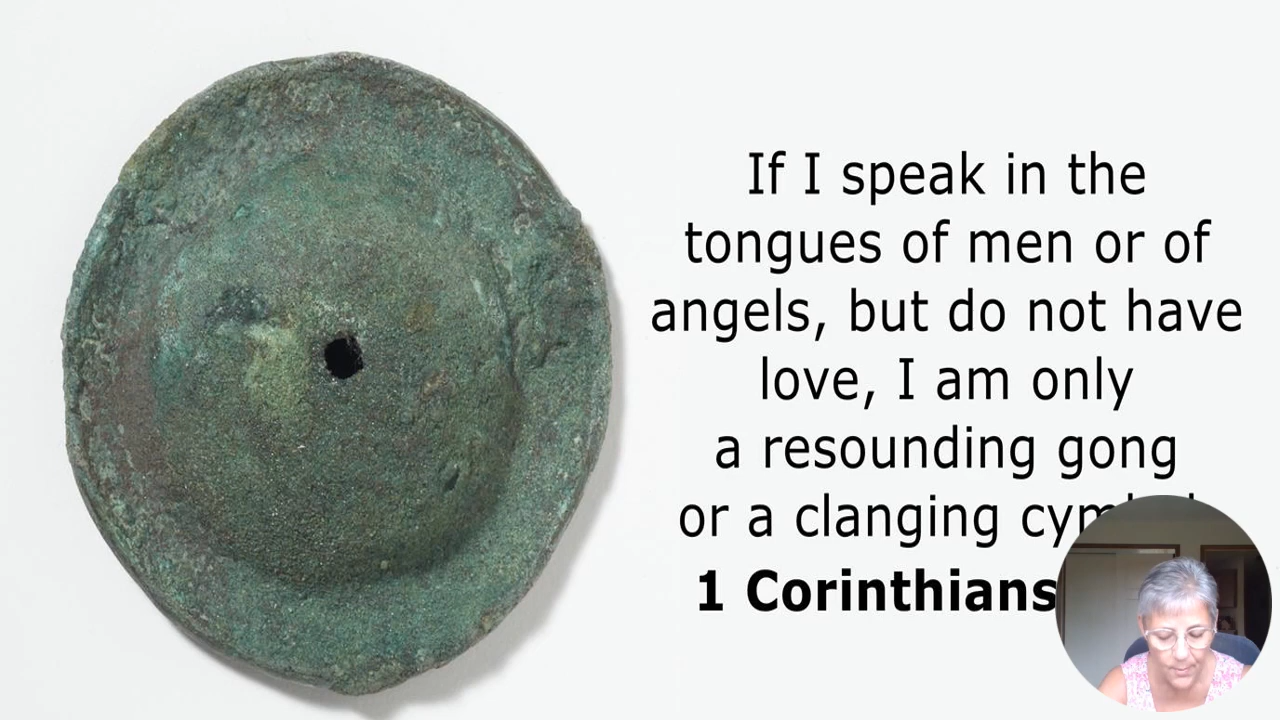 If I speak in the
tongues of men or of
angels, but do not have
love, I am only
a resounding gong
or a clanging
1 Corinthians